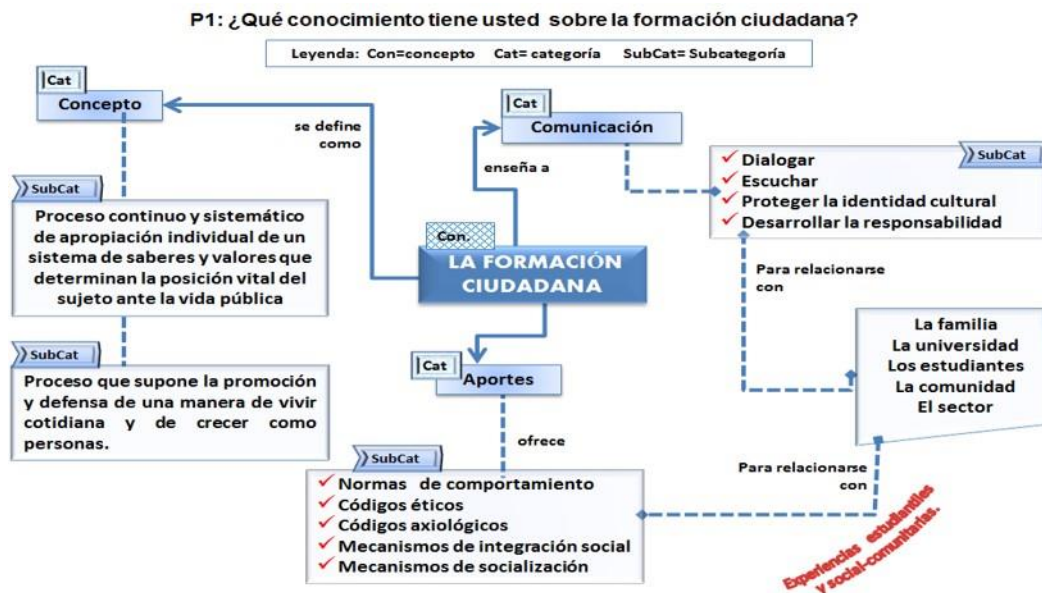 P1: ¿Qué conocimiento tiene usted sobre la formación ciudadana?
Leyenda: Con=concepto Cat= categoría SubCat= Subcategoría
Cat
Concepto
se define
como
Cat
Comunicación
enseña a
SubCat
Dialogar
Escuchar
Proteger la identidad cultural
Desarrollar la responsabilidad
SubCat
Proceso continuo y sistemático
de apropiación individual de un
sistema de saberes y valores que
determinan la posición vital del
sujeto ante la vida pública
Con.
LA FORMACIÓN
CIUDADANA
Para relacionarse
con
La familia
La universidad
Los estudiantes
La comunidad
El sector
SubCat
Proceso que supone la promoción
y defensa de una manera de vivir
cotidiana y de crecer como
personas.
Cat
Aportes
ofrece
SubCat
Normas de comportamiento
Códigos éticos
Códigos axiológicos
Mecanismos de integración social
Mecanismos de socialización
Para relacionarse
con
Experiencias estudiantiles
y social-comunitarias.